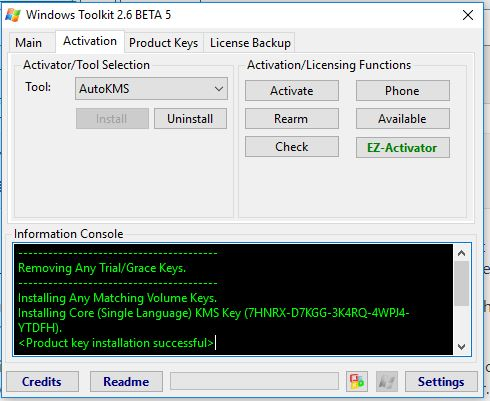 Windows Toolkit 2.6 BETA 5
Main Activation Product Keys License Backup
Activator/Tool Selection
Tool: AutoKMS
Install Uninstall
Activation/Licensing Functions
Activate Phone
Rearm Available
Check EZ-Activator
Information Console
----------------------------------------
Removing Any Trial/Grace Keys.
----------------------------------------
Installing Any Matching Volume Keys.
Installing Core (Single Language) KMS Key (7HNRX-D7KGG-3K4RQ-4WPJ4-
YTDFH).
<Product key installation successful>
Credits Readme Settings